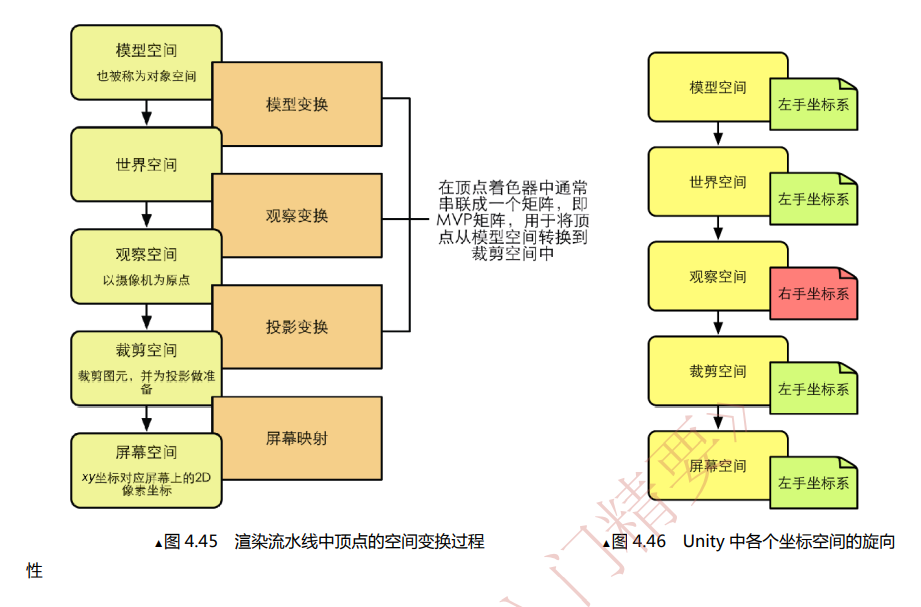 模型空间
也被称为对象空间
模型变换
世界空间
观察变换
观察空间
以摄像机为原点
投影变换
裁剪空间
裁剪图元，并为投影做准
备
屏幕映射
屏幕空间
xy坐标对应屏幕上的2D
像素坐标
在顶点着色器中通常
串联成一个矩阵，即
MVP矩阵，用于将顶
点从模型空间转换到
裁剪空间中
▲图 4.45 渲染流水线中顶点的空间变换过程
模型空间
左手坐标系
世界空间
左手坐标系
观察空间
右手坐标系
裁剪空间
左手坐标系
屏幕空间
左手坐标系
▲图 4.46 Unity 中各个坐标空间的旋向
性
门精要》